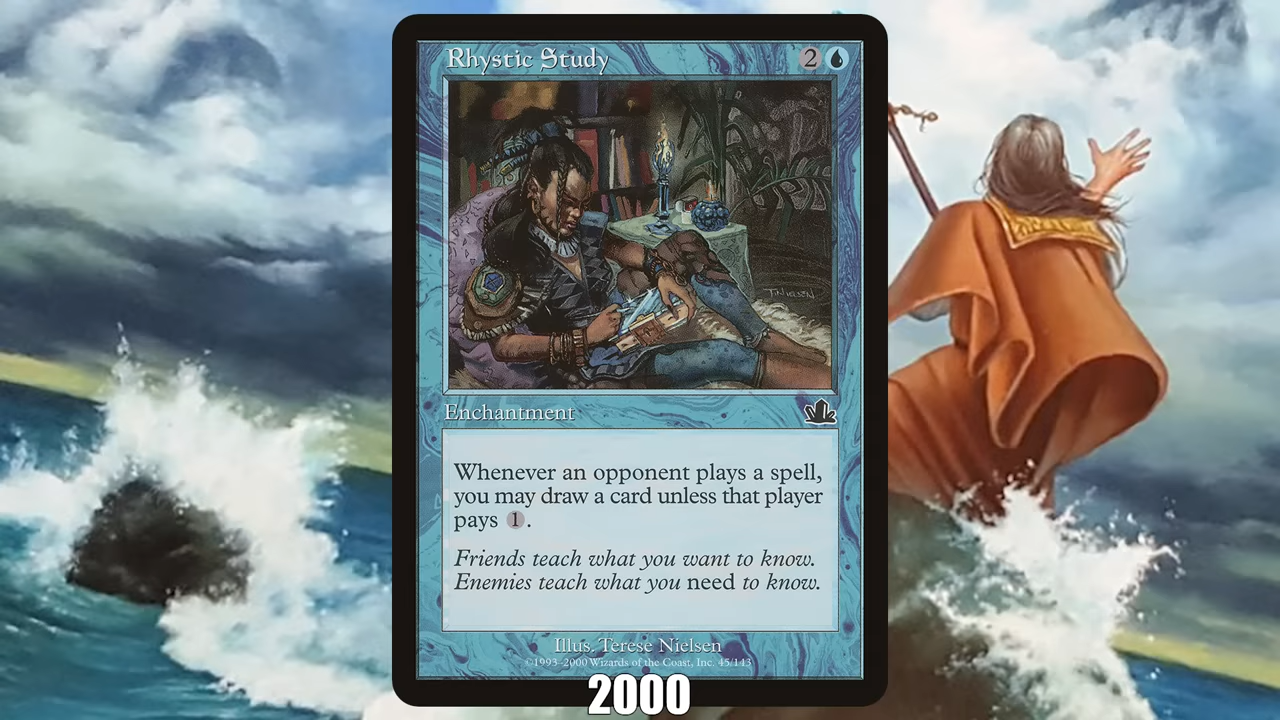 Rhystic Study 2
T. NIELSEN
Enchantment
Whenever an opponent plays a spell,
you may draw a card unless that player
pays 1.
Friends teach what you want to know.
Enemies teach what you need to know.
Illus. Terese Nielsen
©1993-2000 Wizards of the Coast, Inc. 45/143
2000